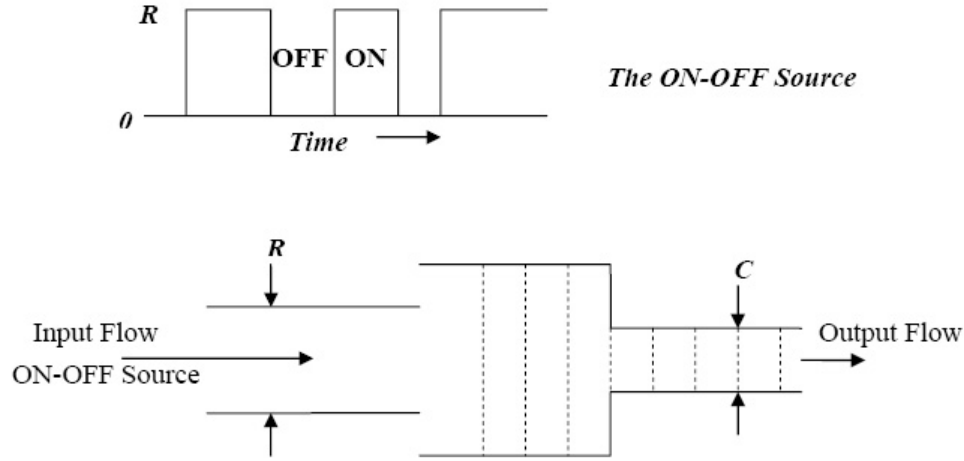 R
OFF ON
The ON-OFF Source
0
Time
R
C
Input Flow
Output Flow
ON-OFF Source